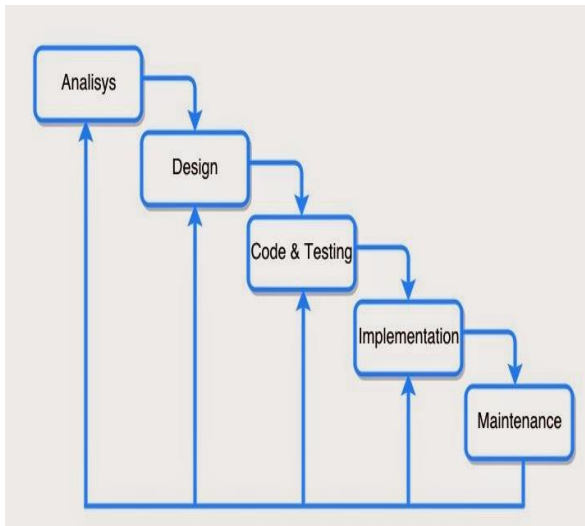 Analisys
Design
Code & Testing
Implementation
Maintenance